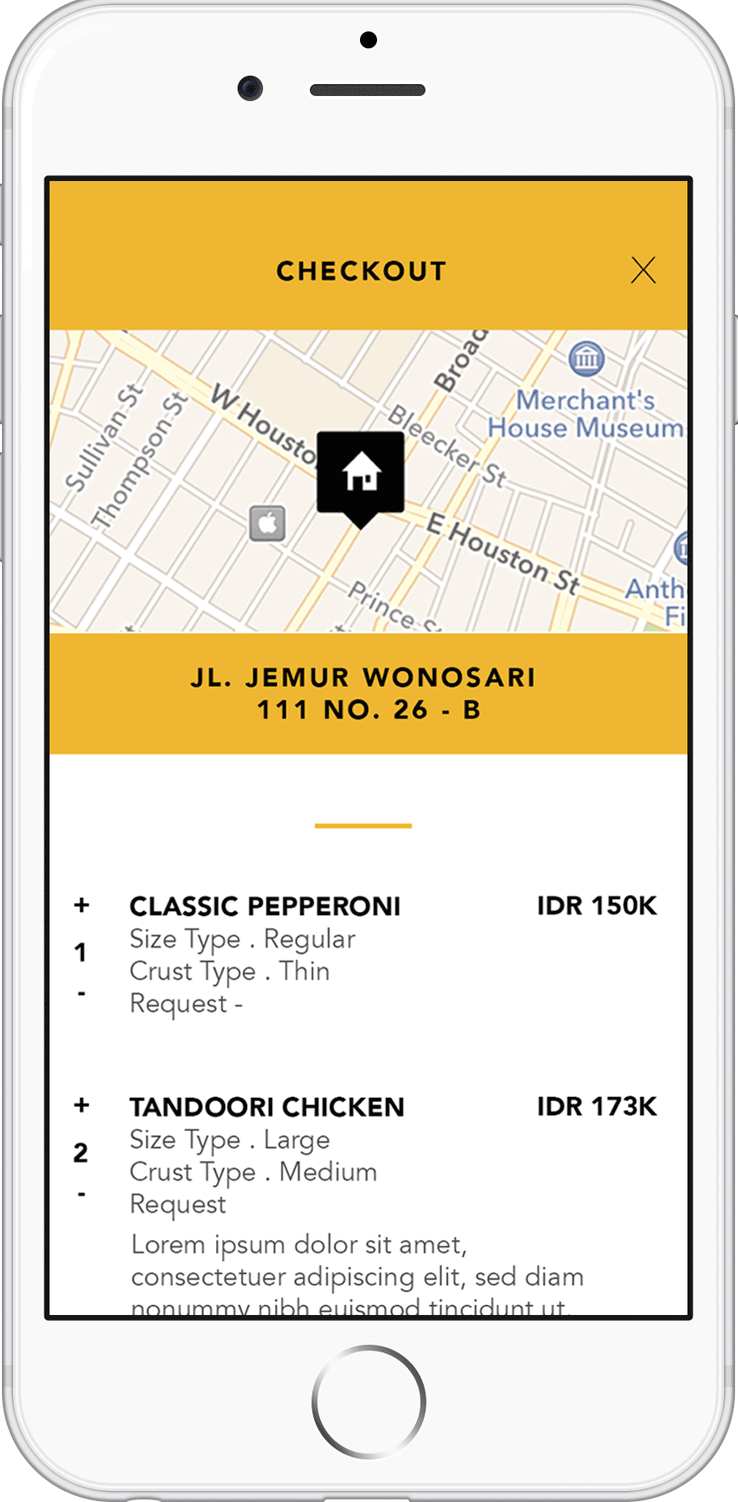 CHECKOUT
Broad
Merchant's
House Museum
Sullivan St
Thompson St
W Housto
Bleecker St
E Houston St
Prince S
Anth
Fi
JL. JEMUR WONOSARI
111 NO. 26 - B
+
1
-
CLASSIC PEPPERONI
IDR 150K
Size Type . Regular
Crust Type . Thin
Request -
+
2
-
TANDOORI CHICKEN
IDR 173K
Size Type . Large
Crust Type . Medium
Request
Lorem ipsum dolor sit amet,
consectetuer adipiscing elit, sed diam
nonummy nibh euismod tincidunt ut.